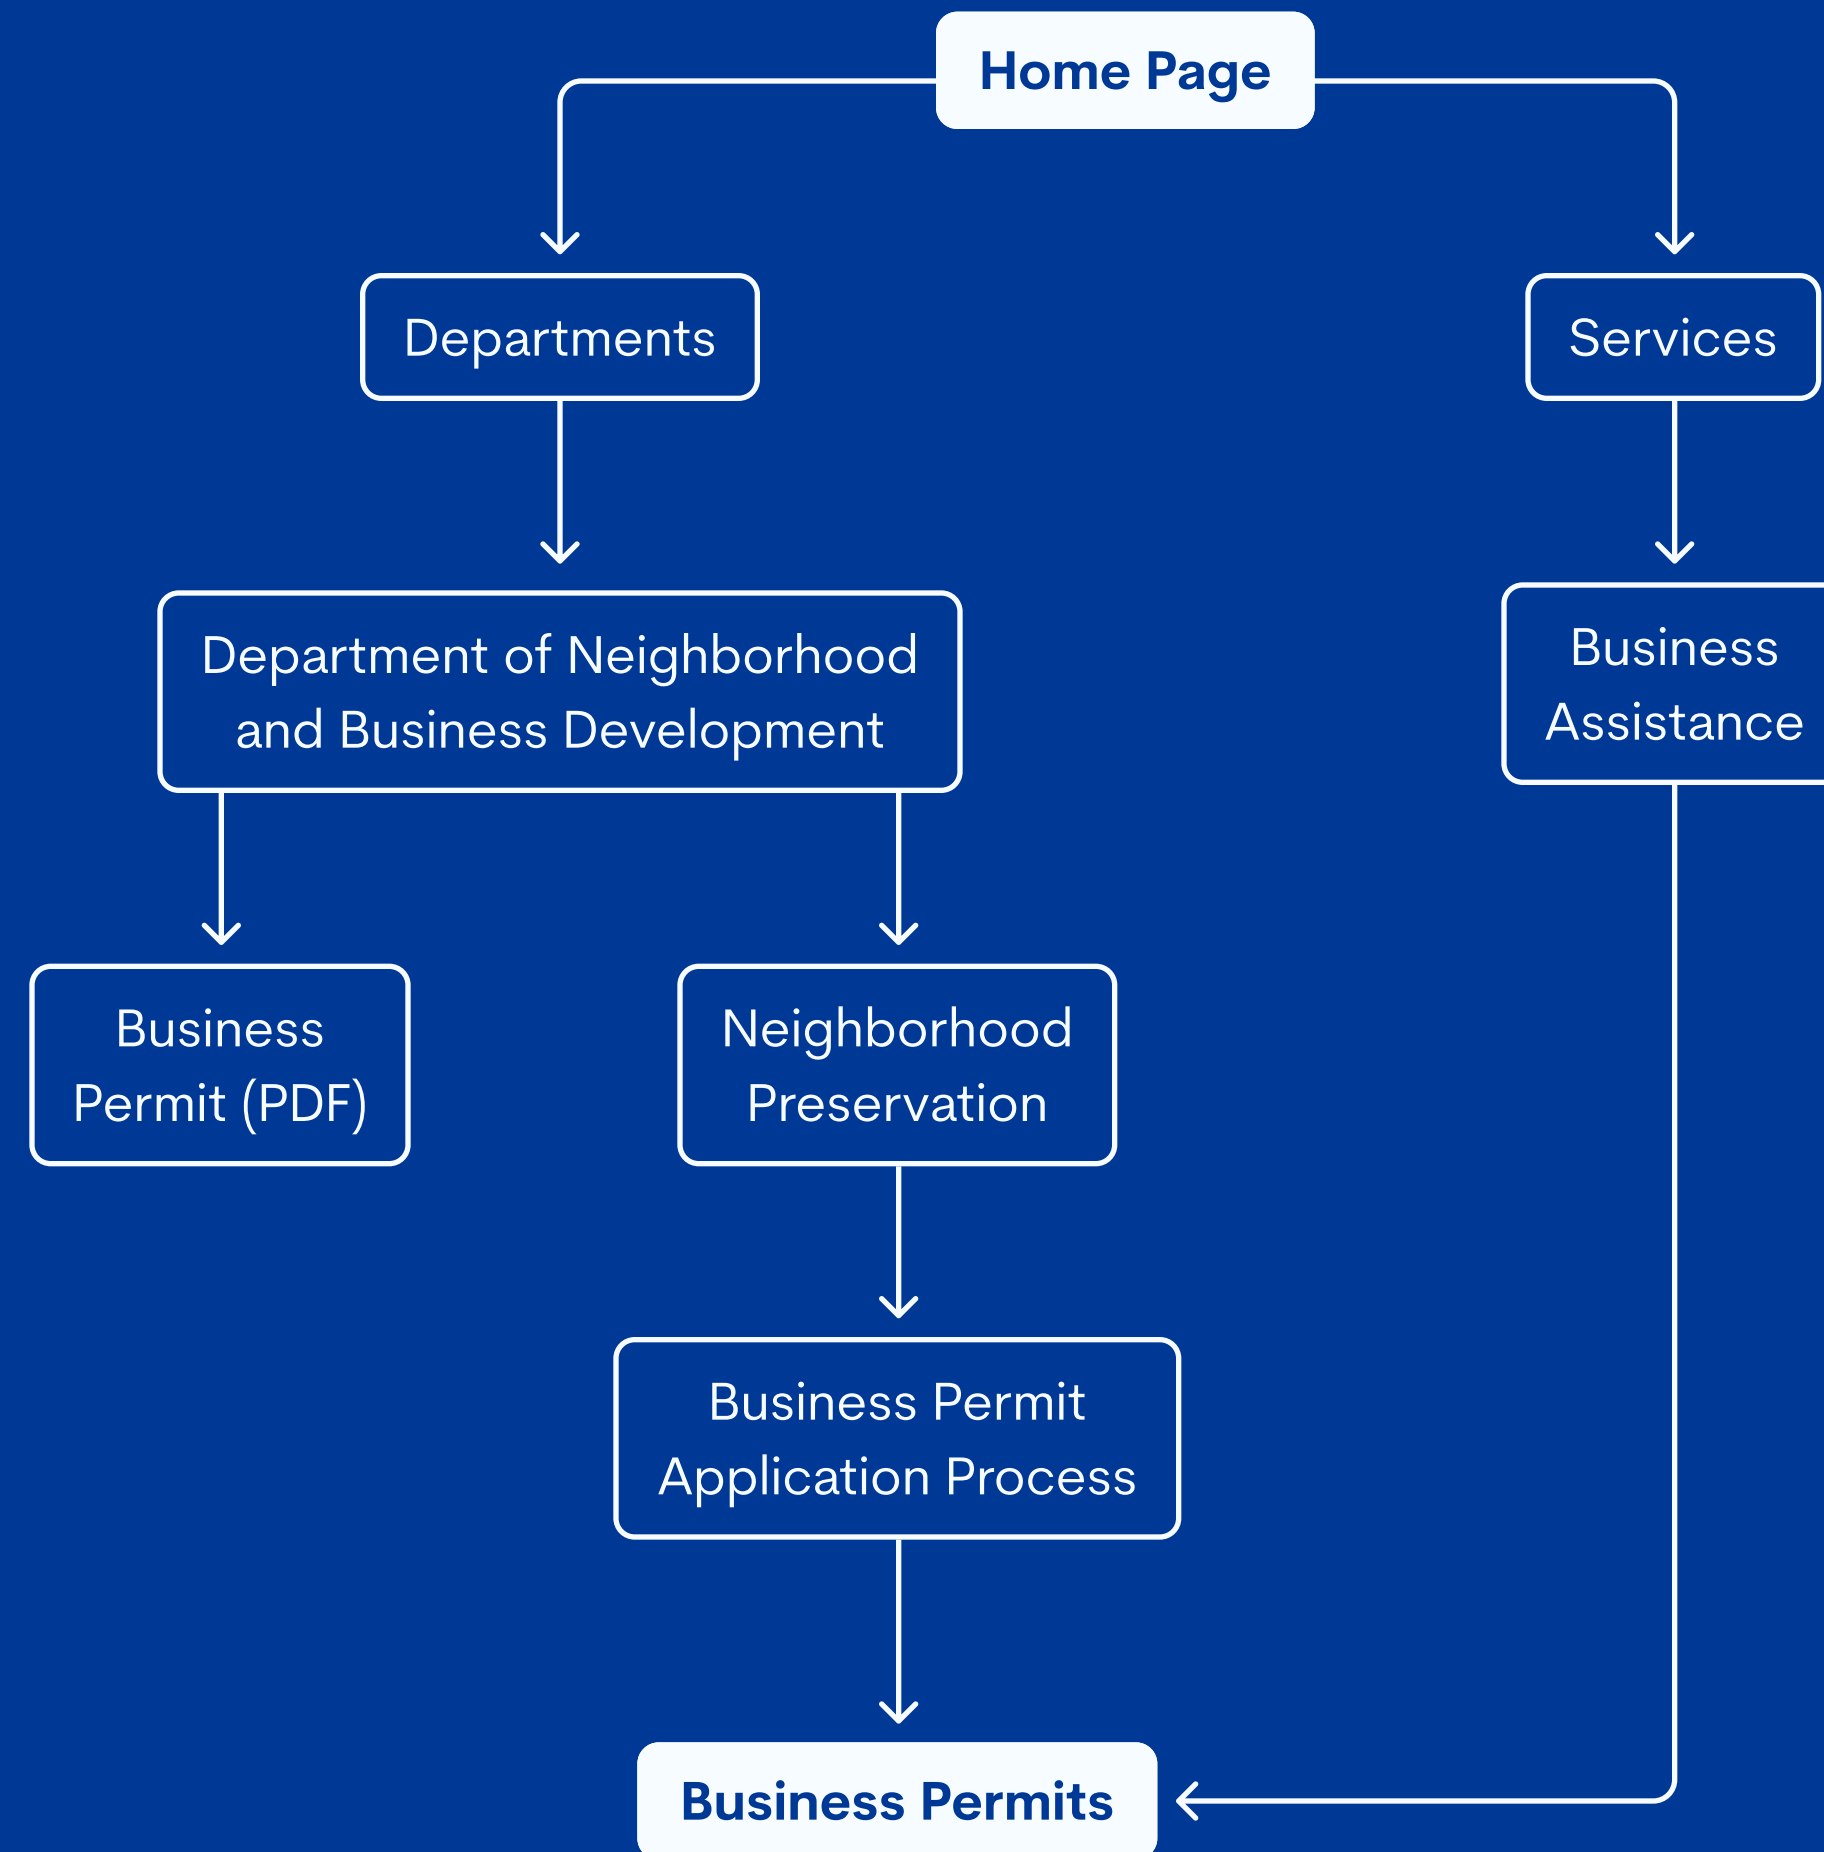 Home Page
Departments
Services
Department of Neighborhood
and Business Development
Business
Assistance
Business
Permit (PDF)
Neighborhood
Preservation
Business Permit
Application Process
Business Permits